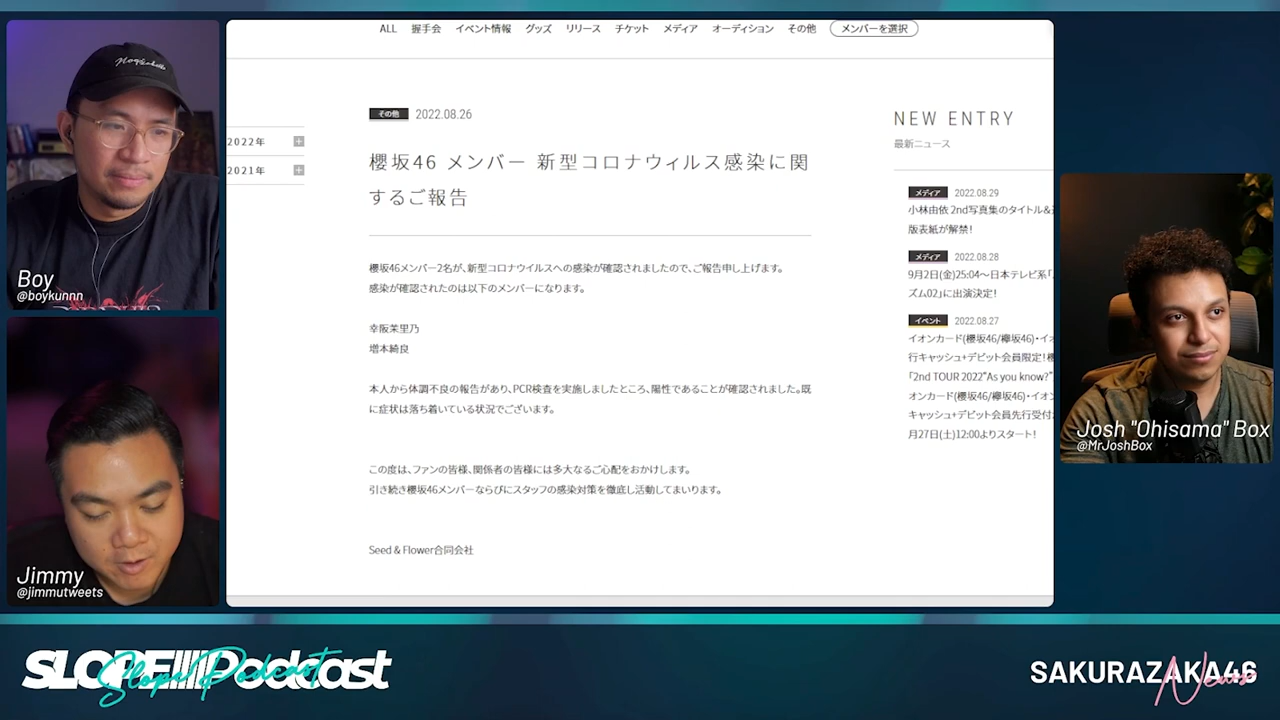 ALL 握手会 イベント情報 グッズ リリース チケット メディア オーディション その他 メンバーを選択
2022年
2021年
その他 2022.08.26
櫻坂46 メンバー 新型コロナウィルス感染に関
するご報告
櫻坂46メンバー2名が、新型コロナウイルスへの感染が確認されましたので、ご報告申し上げます。
感染が確認されたのは以下のメンバーになります。
幸阪茉里乃
増本綺良
本人から体調不良の報告があり、PCR検査を実施しましたところ、陽性であることが確認されました。既
に症状は落ち着いている状況でございます。
この度は、ファンの皆様、関係者の皆様には多大なるご心配をおかけします。
引き続き櫻坂46メンバーならびにスタッフの感染対策を徹底し活動してまいります。
Seed & Flower合同会社
NEW ENTRY
最新ニュース
メディア 2022.08.29
小林由依 2nd写真集のタイトル&
版表紙が解禁!
メディア 2022.08.28
9月2日(金)25:04〜日本テレビ系「
ズム02」に出演決定!
イベント 2022.08.27
イオンカード(櫻坂46/欅坂46)・イオ
行キャッシュ+デビット会員限定!
「2nd TOUR 2022"As you know?"
オンカード(櫻坂46/欅坂46)・イオン
キャッシュ+デビット会員先行受付
月27日(土)12:00よりスタート!
Boy
@boykunnn
Jimmy
@jimmutweets
Josh "Ohisama" Box
@MrJoshBox
SLOPE Podcast
Slope Podcast
SAKURAZAKA46
News